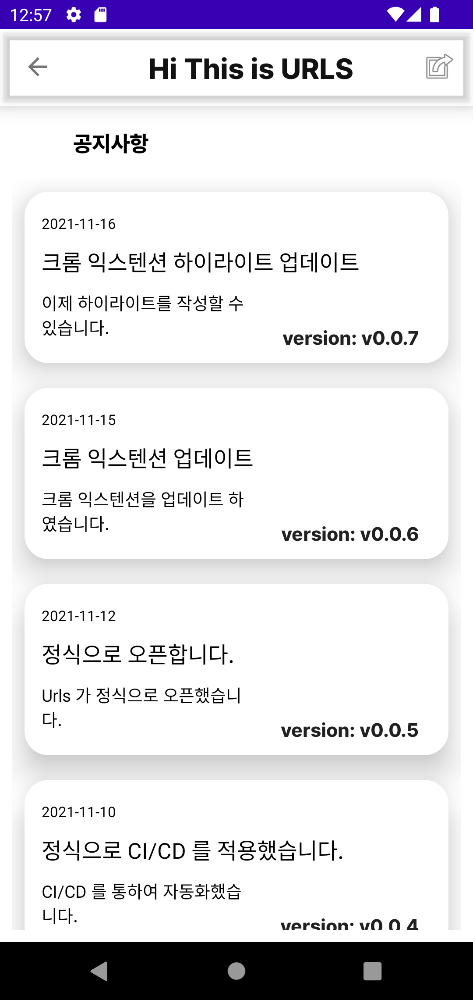 12:57
Hi This is URLS
공지사항
2021-11-16
크롬 익스텐션 하이라이트 업데이트
이제 하이라이트를 작성할 수
있습니다.
version: v0.0.7
2021-11-15
크롬 익스텐션 업데이트
크롬 익스텐션을 업데이트 하
였습니다.
version: v0.0.6
2021-11-12
정식으로 오픈합니다.
Urls 가 정식으로 오픈했습니
다.
version: v0.0.5
2021-11-10
정식으로 CI/CD 를 적용했습니다.
CI/CD 를 통하여 자동화했습
니다.
version: v0.0.4